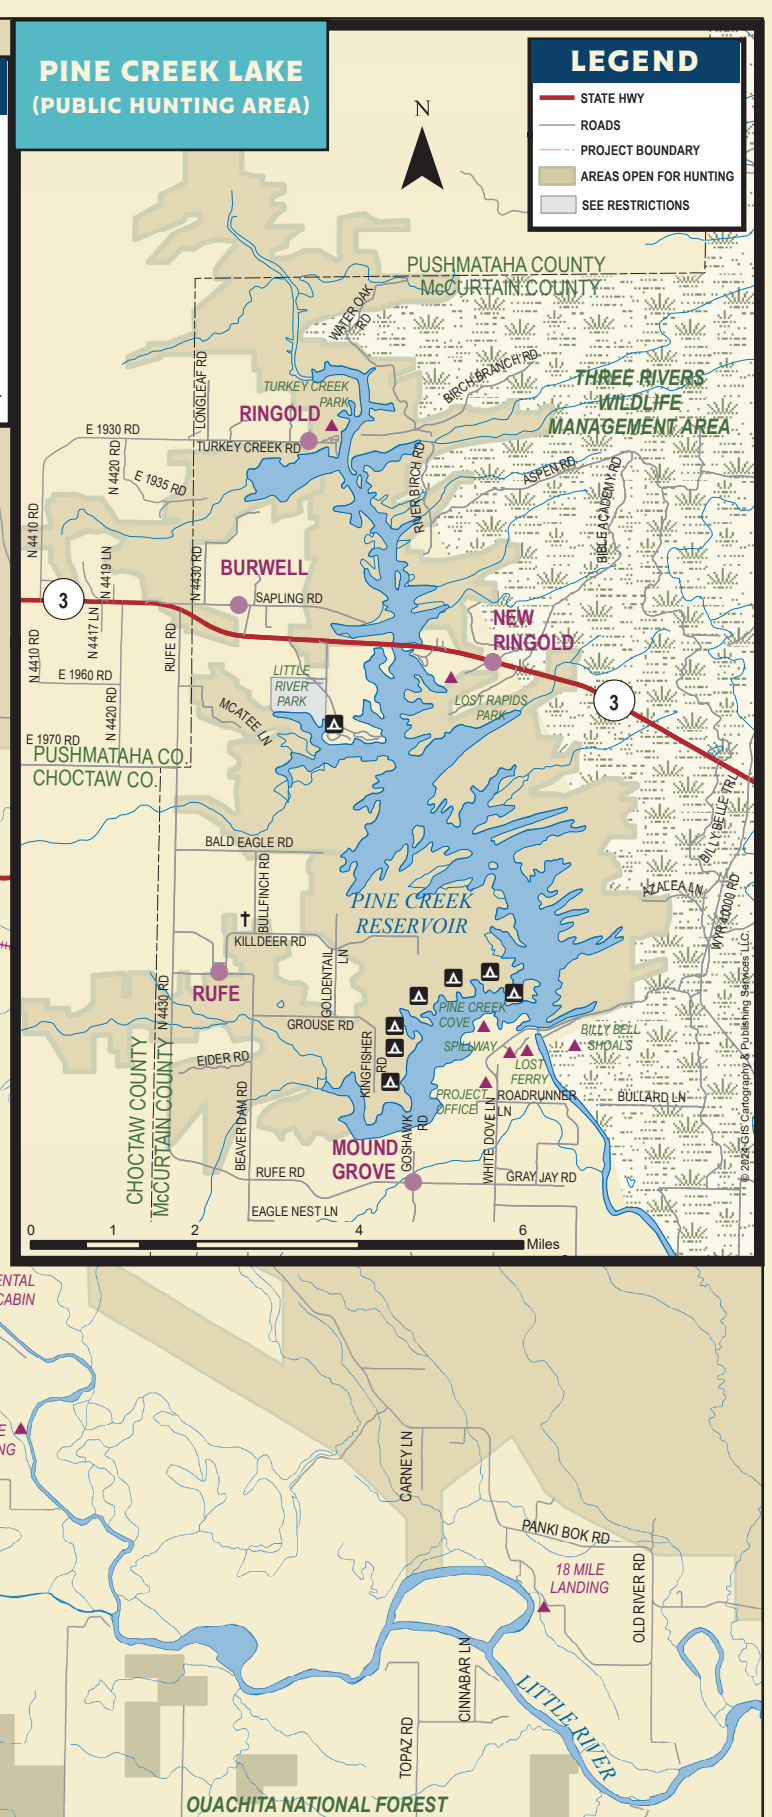 PINE CREEK LAKE
(PUBLIC HUNTING AREA)
LEGEND
STATE HWY
ROADS
PROJECT BOUNDARY
AREAS OPEN FOR HUNTING
SEE RESTRICTIONS
N
PUSHMATAHA COUNTY
McCURTAIN COUNTY
WATER OAK
RD
BIRCH BRANCH RD
THREE RIVERS
WILDLIFE
MANAGEMENT AREA
LONGLEAF RD
TURKEY CREEK
PARK
RINGOLD
E 1930 RD
TURKEY CREEK RD
N 4420 RD
E 1935 RD
RIVER BIRCH RD
ASPEN RD
BIBLE ACADEMY RD
N 4410 RD
N 4419 LN
N 4430 RD
BURWELL
SAPLING RD
3
N 4417 LN
N 4410 RD
RUFE RD
NEW
RINGOLD
E 1960 RD
LITTLE
RIVER
PARK
LOST RAPIDS
PARK
3
N 4420 RD
MCATEE LN
E 1970 RD
PUSHMATAHA CO.
CHOCTAW CO.
BILLY BELLE TRL
BALD EAGLE RD
BULLFINCH RD
AZALEA LN
WYR 40000 RD
PINE CREEK
RESERVOIR
KILLDEER RD
GOLDENTAIL
LN
RUFE
N 4430 RD
PINE CREEK
COVE
GROUSE RD
KINGFISHER
RD
SPILLWAY
BILLY BELL
SHOALS
EIDER RD
LOST
FERRY
PROJECT
OFFICE
ROADRUNNER
LN
BULLARD LN
CHOCTAW COUNTY
McCURTAIN COUNTY
BEAVER DAM RD
GOSHAWK
RD
WHITE DOVE LN
MOUND
GROVE
RUFE RD
GRAY JAY RD
EAGLE NEST LN
© 2024 GIS Cartography & Publishing Services LLC.
0 1 2 4 6
Miles
ENTAL
CABIN
E
NG
CARNEY LN
PANKI BOK RD
18 MILE
LANDING
OLD RIVER RD
CINNABAR LN
LITTLE RIVER
TOPAZ RD
OUACHITA NATIONAL FOREST